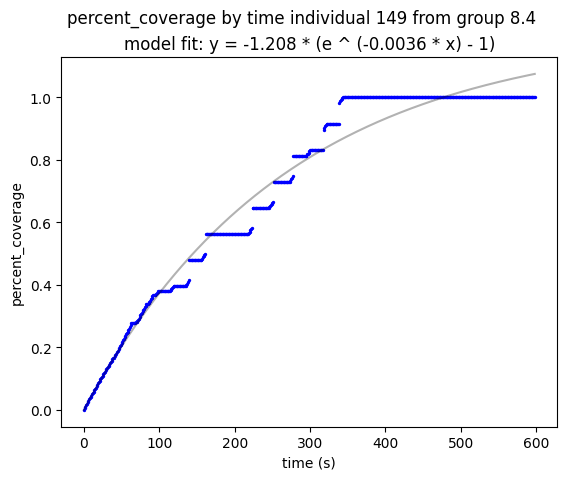 percent_coverage by time individual 149 from group 8.4
model fit: y = -1.208 * (e ^ (-0.0036 * x) - 1)
1.0
0.8
0.6
0.4
0.2
0.0
percent_coverage
0 100 200 300 400 500 600
time (s)